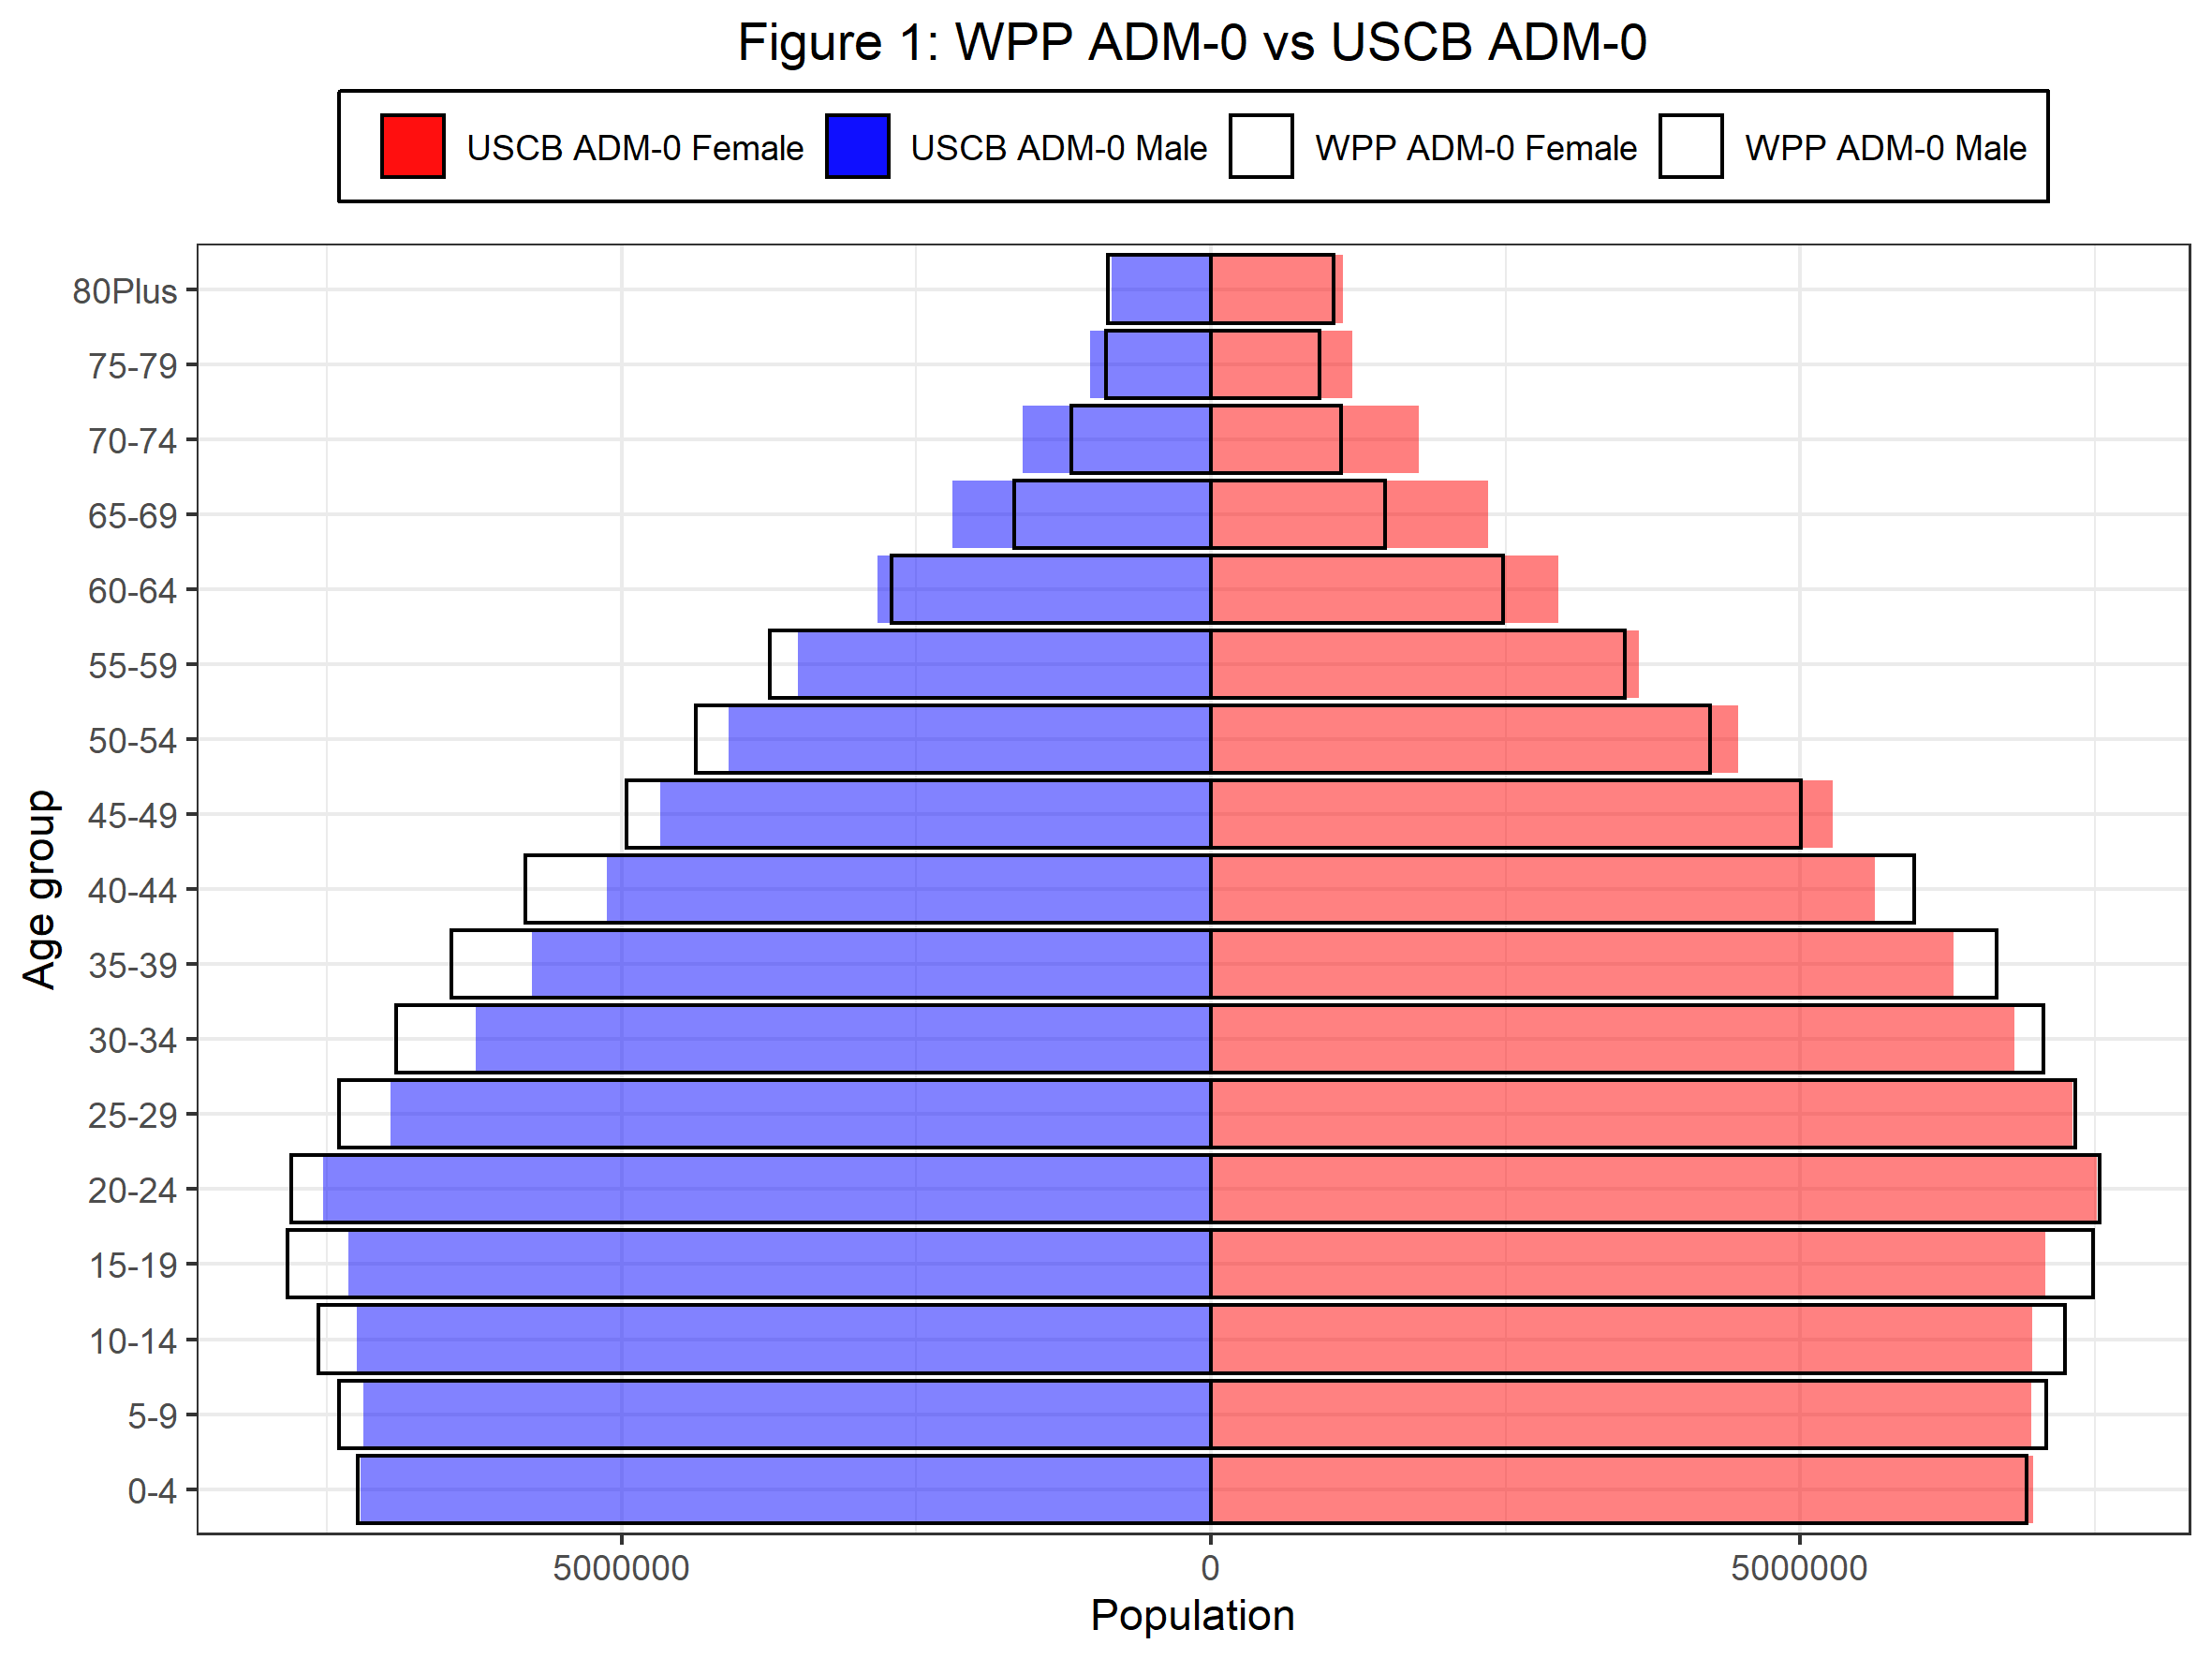 Figure 1: WPP ADM-0 vs USCB ADM-0
USCB ADM-0 Female USCB ADM-0 Male WPP ADM-0 Female WPP ADM-0 Male
80Plus
75-79
70-74
65-69
60-64
55-59
50-54
45-49
40-44
35-39
30-34
25-29
20-24
15-19
10-14
5-9
0-4
Age group
5000000 0 5000000
Population